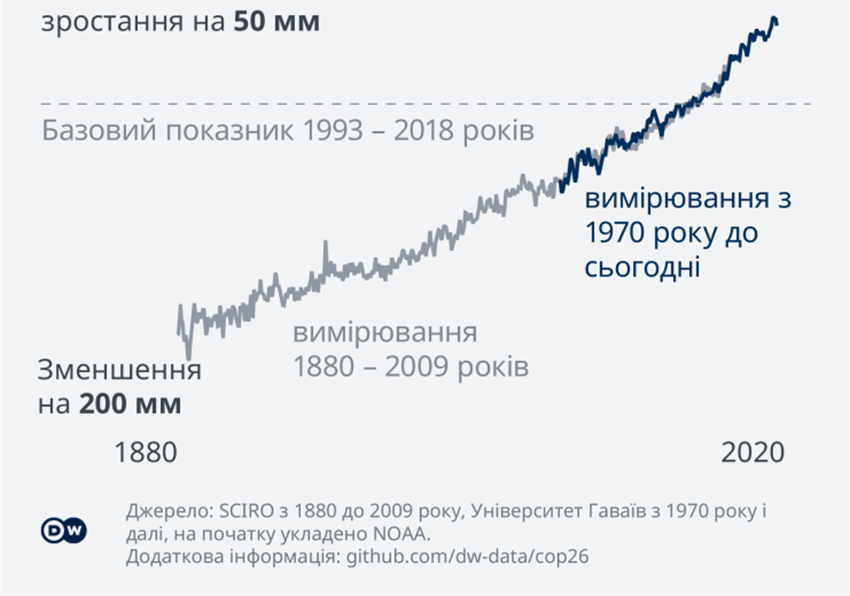 зростання на 50 мм
Базовий показник 1993 – 2018 років
вимірювання з
1970 року до
сьогодні
вимірювання
1880 – 2009 років
Зменшення
на 200 мм
1880
2020
DW
Джерело: SCIRO з 1880 до 2009 року, Університет Гаваїв з 1970 року і
далі, на початку укладено NOAA.
Додаткова інформація: github.com/dw-data/cop26